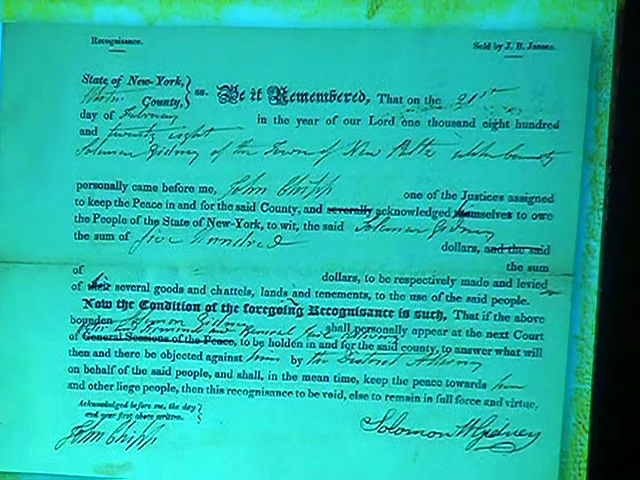 Recognisance.
Sold by J. B. Jansen.
State of New-York,
County, ss. Be it Remembered, That on the 21st
day of February in the year of our Lord one thousand eight hundred
and twenty eight
Solomon Gidney of the Town of New Paltz
personally came before me, John Chipp one of the Justices assigned
to keep the Peace in and for the said County, and severally acknowledged themselves to owe
the People of the State of New-York, to wit, the said Solomon Gidney
the sum of five hundred dollars, and the said
the sum
of dollars, to be respectively made and levied
of their several goods and chattels, lands and tenements, to the use of the said people.
Now the Condition of the foregoing Recognisance is such, That if the above
bounden Solomon Gidney shall personally appear at the next Court
of General Sessions of the Peace, to be holden in and for the said county, to answer what will
then and there be objected against him by the District Attorney
on behalf of the said people, and shall, in the mean time, keep the peace towards him
and other liege people, then this recognisance to be void, else to remain in full force and virtue.
Acknowledged before me, the day
and year first above written.
John Chipp
Solomon W Gedney